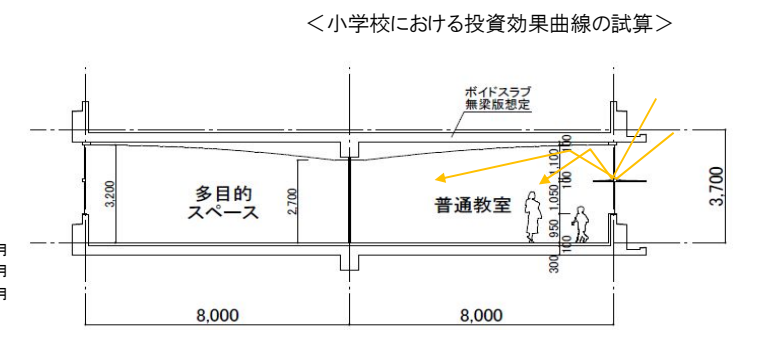 ＜小学校における投資効果曲線の試算＞
ボイドスラブ
無梁版想定
100
1,100
100
1,050
950
100
300
3,200
多目的
スペース
2,700
普通教室
3,700
月
月
月
8,000
8,000